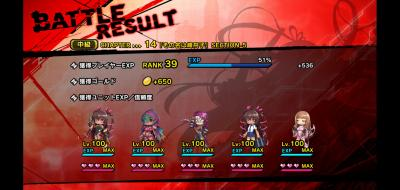 BATTLE RESULT
中級 CHAPTER ... 14 SECTION.5
獲得プレイヤーEXP RANK 39 EXP 51% +536
獲得ゴールド +650
獲得ユニットEXP／信頼度
Lv.100 Lv.100 Lv.100 Lv.100 Lv.100
EXP MAX EXP MAX EXP MAX EXP MAX EXP MAX
MAX MAX MAX MAX MAX